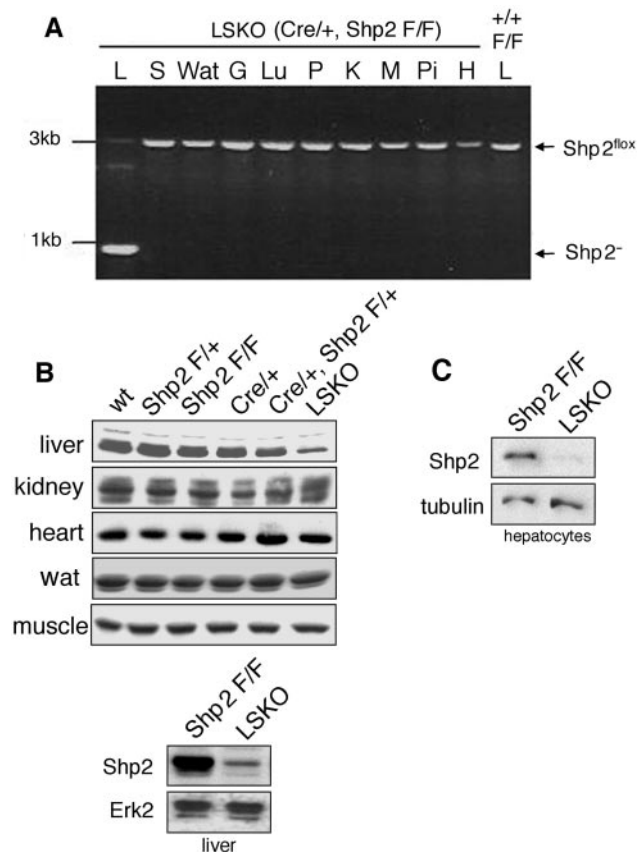 A
LSKO (Cre/+, Shp2 F/F)
+/+
F/F
L S Wat G Lu P K M Pi H L
3kb
Shp2flox
1kb
Shp2-
B
wt Shp2 F/+ Shp2 F/F Cre/+ Cre/+, Shp2 F/+ LSKO
liver
kidney
heart
wat
muscle
Shp2 F/F LSKO
Shp2
Erk2
liver
C
Shp2 F/F LSKO
Shp2
tubulin
hepatocytes